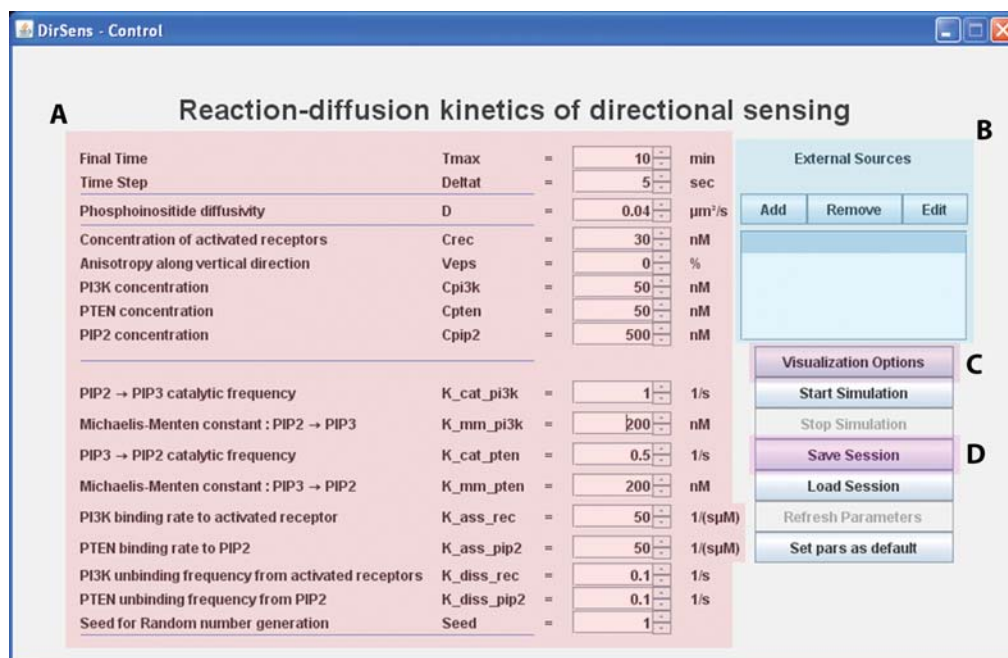 DirSens - Control
A
Reaction-diffusion kinetics of directional sensing
B
Final Time Tmax = 10 min
Time Step Deltat = 5 sec
Phosphoinositide diffusivity D = 0.04 µm²/s
Concentration of activated receptors Crec = 30 nM
Anisotropy along vertical direction Veps = 0 %
PI3K concentration Cpi3k = 50 nM
PTEN concentration Cpten = 50 nM
PIP2 concentration Cpip2 = 500 nM
PIP2 → PIP3 catalytic frequency K_cat_pi3k = 1 1/s
Michaelis-Menten constant : PIP2 → PIP3 K_mm_pi3k = 200 nM
PIP3 → PIP2 catalytic frequency K_cat_pten = 0.5 1/s
Michaelis-Menten constant : PIP3 → PIP2 K_mm_pten = 200 nM
PI3K binding rate to activated receptor K_ass_rec = 50 1/(sµM)
PTEN binding rate to PIP2 K_ass_pip2 = 50 1/(sµM)
PI3K unbinding frequency from activated receptors K_diss_rec = 0.1 1/s
PTEN unbinding frequency from PIP2 K_diss_pip2 = 0.1 1/s
Seed for Random number generation Seed = 1
External Sources
Add Remove Edit
Visualization Options
C
Start Simulation
Stop Simulation
Save Session
D
Load Session
Refresh Parameters
Set pars as default